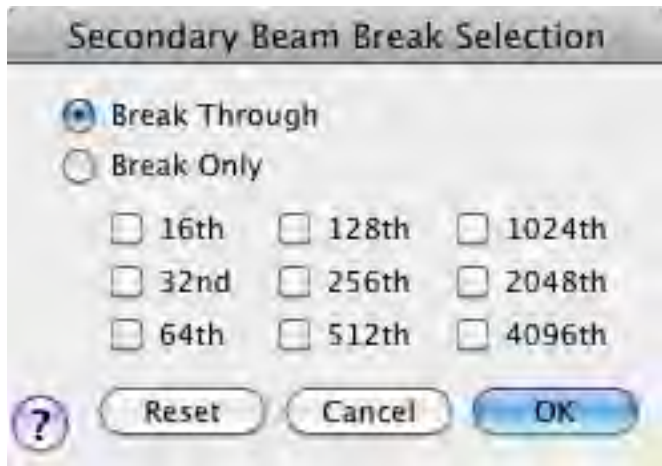 Secondary Beam Break Selection
Break Through
Break Only
16th 128th 1024th
32nd 256th 2048th
64th 512th 4096th
? Reset Cancel OK